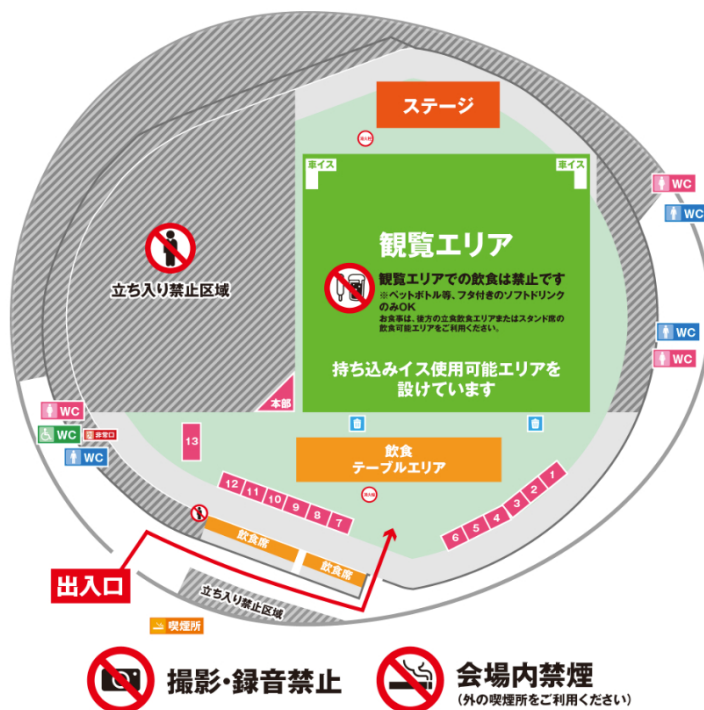 ステージ
車イス
車イス
観覧エリア
観覧エリアでの飲食は禁止です
※ペットボトル等、フタ付きのソフトドリンク
のみOK
お食事は、後方の立食飲食エリアまたはスタンド席の
飲食可能エリアをご利用ください。
持ち込みイス使用可能エリアを
設けています
立ち入り禁止区域
本部
WC
WC
WC
WC
WC
WC
非常口
WC
13
12
11
10
9
8
7
6
5
4
3
2
1
飲食
テーブルエリア
飲食席
飲食席
出入口
立ち入り禁止区域
喫煙所
撮影・録音禁止
会場内禁煙
(外の喫煙所をご利用ください)